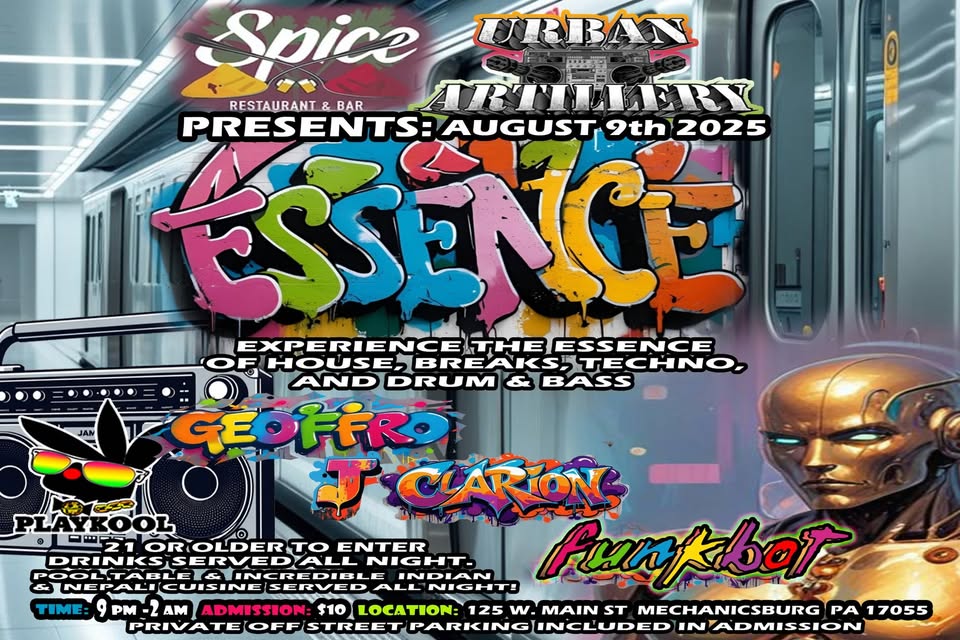 Spice
RESTAURANT & BAR
URBAN
ARTILLERY
PRESENTS: AUGUST 9th 2025
ESSENCE
EXPERIENCE THE ESSENCE
OF HOUSE, BREAKS, TECHNO,
AND DRUM & BASS
GEOFFRO
J CLARION
PLAYKOOL
funkbot
21 OR OLDER TO ENTER
DRINKS SERVED ALL NIGHT.
POOL TABLE & INCREDIBLE INDIAN
& NEPALI CUISINE SERVED ALL NIGHT!
TIME: 9 PM - 2 AM ADMISSION: $10 LOCATION: 125 W. MAIN ST MECHANICSBURG PA 17055
PRIVATE OFF STREET PARKING INCLUDED IN ADMISSION